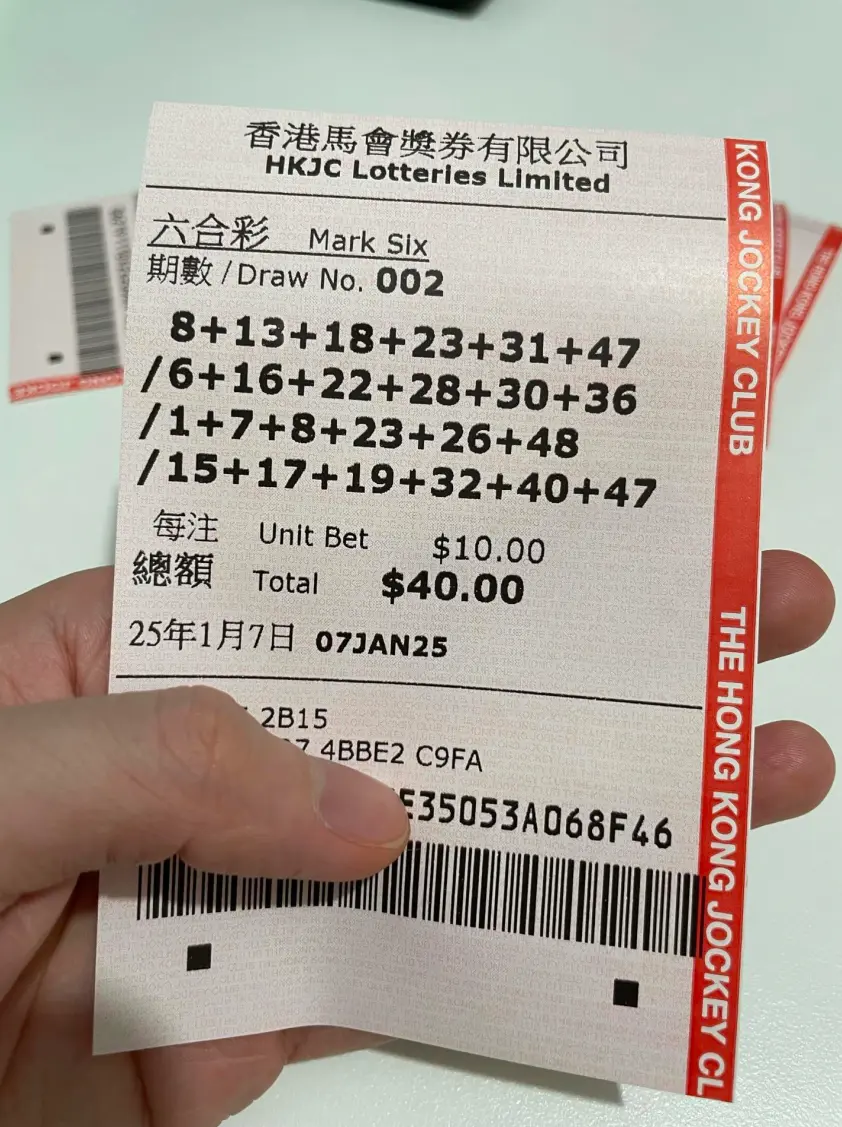 香港馬會獎券有限公司
HKJC Lotteries Limited
六合彩 Mark Six
期數 / Draw No. 002
8+13+18+23+31+47
/6+16+22+28+30+36
/1+7+8+23+26+48
/15+17+19+32+40+47
每注 Unit Bet $10.00
總額 Total $40.00
25年1月7日 07JAN25
2B15
4BBE2 C9FA
E35053A068F46
KONG JOCKEY CLUB
THE HONG KONG JOCKEY CL